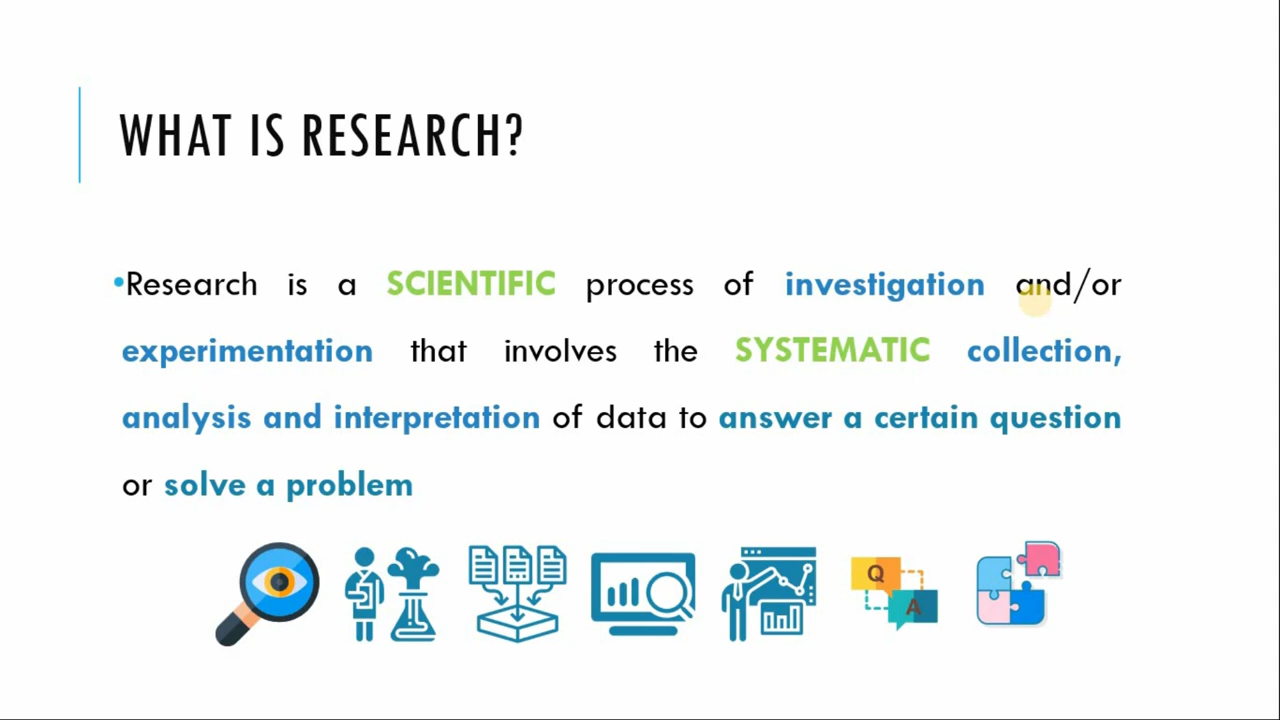 WHAT IS RESEARCH?
•Research is a SCIENTIFIC process of investigation and/or
experimentation that involves the SYSTEMATIC collection,
analysis and interpretation of data to answer a certain question
or solve a problem
Q
A